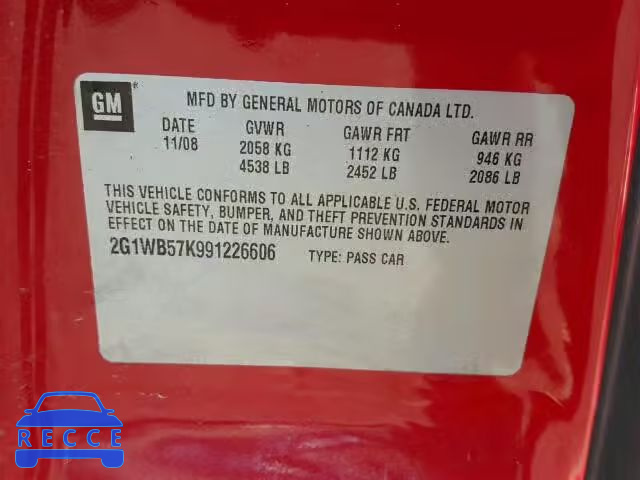 GM
MFD BY GENERAL MOTORS OF CANADA LTD.
DATE GVWR GAWR FRT GAWR RR
11/08 2058 KG 1112 KG 946 KG
4538 LB 2452 LB 2086 LB
THIS VEHICLE CONFORMS TO ALL APPLICABLE U.S. FEDERAL MOTOR
VEHICLE SAFETY, BUMPER, AND THEFT PREVENTION STANDARDS IN
EFFECT ON THE DATE OF MANUFACTURE SHOWN ABOVE.
2G1WB57K991226606 TYPE: PASS CAR
RECCE